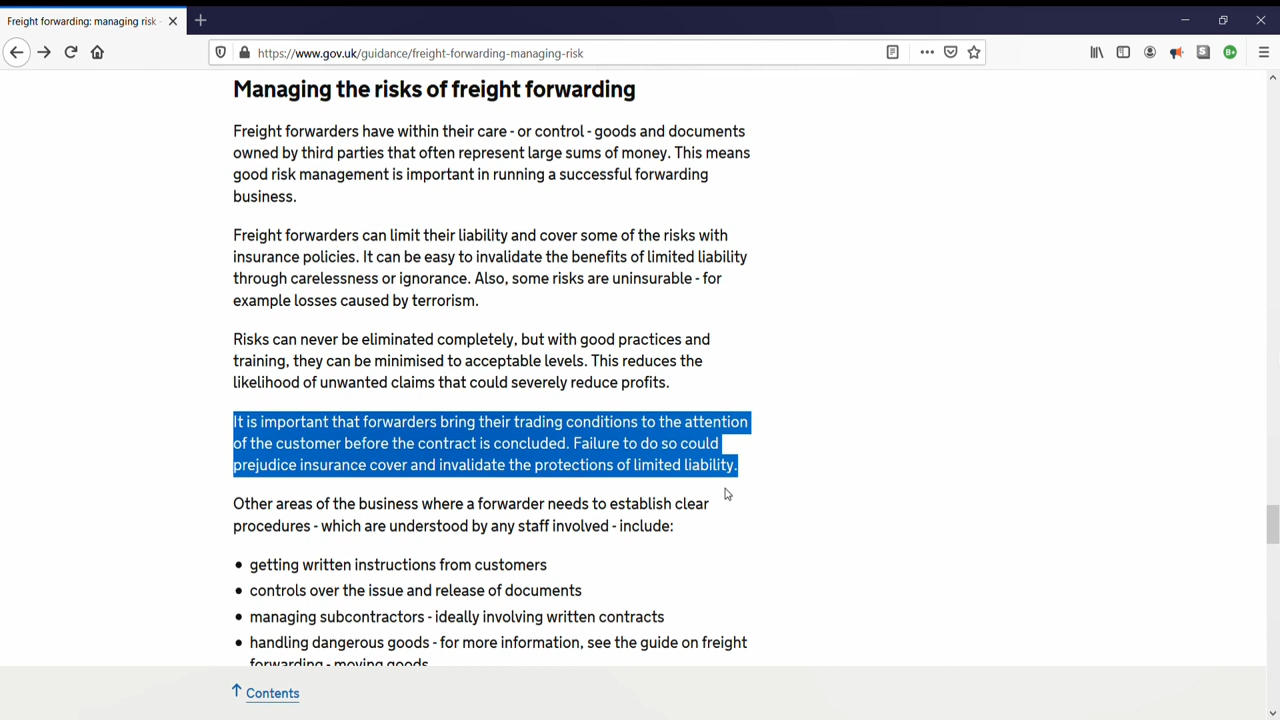 Freight forwarding: managing risk -
https://www.gov.uk/guidance/freight-forwarding-managing-risk
Managing the risks of freight forwarding
Freight forwarders have within their care - or control - goods and documents
owned by third parties that often represent large sums of money. This means
good risk management is important in running a successful forwarding
business.
Freight forwarders can limit their liability and cover some of the risks with
insurance policies. It can be easy to invalidate the benefits of limited liability
through carelessness or ignorance. Also, some risks are uninsurable - for
example losses caused by terrorism.
Risks can never be eliminated completely, but with good practices and
training, they can be minimised to acceptable levels. This reduces the
likelihood of unwanted claims that could severely reduce profits.
It is important that forwarders bring their trading conditions to the attention
of the customer before the contract is concluded. Failure to do so could
prejudice insurance cover and invalidate the protections of limited liability.
Other areas of the business where a forwarder needs to establish clear
procedures - which are understood by any staff involved - include:
• getting written instructions from customers
• controls over the issue and release of documents
• managing subcontractors - ideally involving written contracts
• handling dangerous goods - for more information, see the guide on freight
forwarding - moving goods
Contents